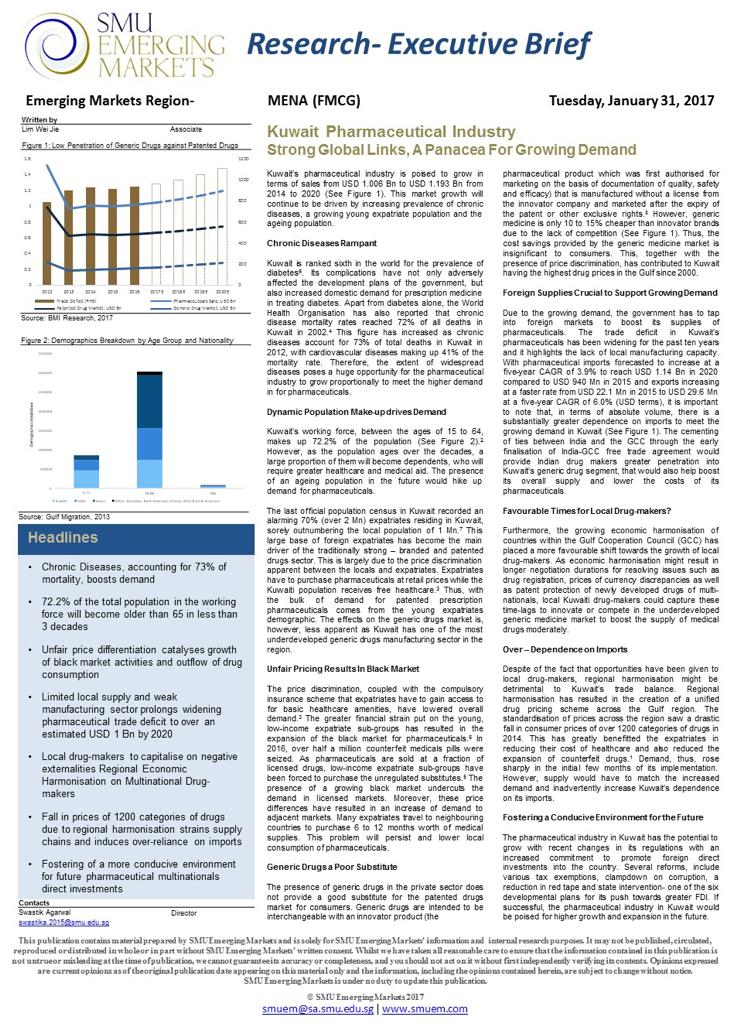 SMU
EMERGING
MARKETS
Research- Executive Brief
Emerging Markets Region-
MENA (FMCG)
Tuesday, January 31, 2017
Written by
Lim Wei Jie Associate
Figure 1: Low Penetration of Generic Drugs against Patented Drugs
1.6
1.4
1.2
1
0.8
0.6
0.4
0.2
0
1200
1000
800
600
400
200
0
Source: BMI Research, 2017
Figure 2: Demographics Breakdown by Age Group and Nationality
Source: Gulf Migration, 2013
Headlines
• Chronic Diseases, accounting for 73% of
mortality, boosts demand
• 72.2% of the total population in the working
force will become older than 65 in less than
3 decades
• Unfair price differentiation catalyses growth
of black market activities and outflow of drug
consumption
• Limited local supply and weak
manufacturing sector prolongs widening
pharmaceutical trade deficit to over an
estimated USD 1 Bn by 2020
• Local drug-makers to capitalise on negative
externalities Regional Economic
Harmonisation on Multinational Drug-
makers
• Fall in prices of 1200 categories of drugs
due to regional harmonisation strains supply
chains and induces over-reliance on imports
• Fostering of a more conducive environment
for future pharmaceutical multinationals
direct investments
Contacts
Swastik Agarwal Director
swastika.2015@smu.edu.sg
Kuwait Pharmaceutical Industry
Strong Global Links, A Panacea For Growing Demand
Kuwait's pharmaceutical industry is poised to grow in
terms of sales from USD 1.006 Bn to USD 1.193 Bn from
2014 to 2020 (See Figure 1). This market growth will
continue to be driven by increasing prevalence of chronic
diseases, a growing young expatriate population and the
ageing population.
Chronic Diseases Rampant
Kuwait is ranked sixth in the world for the prevalence of
diabetes⁶. Its complications have not only adversely
affected the development plans of the government, but
also increased domestic demand for prescription medicine
in treating diabetes. Apart from diabetes alone, the World
Health Organisation has also reported that chronic
disease mortality rates reached 72% of all deaths in
Kuwait in 2002.⁴ This figure has increased as chronic
diseases account for 73% of total deaths in Kuwait in
2012, with cardiovascular diseases making up 41% of the
mortality rate. Therefore, the extent of widespread
diseases poses a huge opportunity for the pharmaceutical
industry to grow proportionally to meet the higher demand
in for pharmaceuticals.
Dynamic Population Make-up drives Demand
Kuwait's working force, between the ages of 15 to 64,
makes up 72.2% of the population (See Figure 2).²
However, as the population ages over the decades, a
large proportion of them will become dependents, who will
require greater healthcare and medical aid. The presence
of an ageing population in the future would hike up
demand for pharmaceuticals.
The last official population census in Kuwait recorded an
alarming 70% (over 2 Mn) expatriates residing in Kuwait,
sorely outnumbering the local population of 1 Mn.⁷ This
large base of foreign expatriates has become the main
driver of the traditionally strong – branded and patented
drugs sector. This is largely due to the price discrimination
apparent between the locals and expatriates. Expatriates
have to purchase pharmaceuticals at retail prices while the
Kuwaiti population receives free healthcare.³ Thus, with
the bulk of demand for patented prescription
pharmaceuticals comes from the young expatriates
demographic. The effects on the generic drugs market is,
however, less apparent as Kuwait has one of the most
underdeveloped generic drugs manufacturing sector in the
region.
Unfair Pricing Results In Black Market
The price discrimination, coupled with the compulsory
insurance scheme that expatriates have to gain access to
for basic healthcare amenities, have lowered overall
demand.³ The greater financial strain put on the young,
low-income expatriate sub-groups has resulted in the
expansion of the black market for pharmaceuticals.⁵ In
2016, over half a million counterfeit medicals pills were
seized. As pharmaceuticals are sold at a fraction of
licensed drugs, low-income expatriate sub-groups have
been forced to purchase the unregulated substitutes.⁵ The
presence of a growing black market undercuts the
demand in licensed markets. Moreover, these price
differences have resulted in an increase of demand to
adjacent markets. Many expatriates travel to neighbouring
countries to purchase 6 to 12 months worth of medical
supplies. This problem will persist and lower local
consumption of pharmaceuticals.
Generic Drugs a Poor Substitute
The presence of generic drugs in the private sector does
not provide a good substitute for the patented drugs
market for consumers. Generic drugs are intended to be
interchangeable with an innovator product (the
pharmaceutical product which was first authorised for
marketing on the basis of documentation of quality, safety
and efficacy) that is manufactured without a license from
the innovator company and marketed after the expiry of
the patent or other exclusive rights.⁸ However, generic
medicine is only 10 to 15% cheaper than innovator brands
due to the lack of competition (See Figure 1). Thus, the
cost savings provided by the generic medicine market is
insignificant to consumers. This, together with the
presence of price discrimination, has contributed to Kuwait
having the highest drug prices in the Gulf since 2000.
Foreign Supplies Crucial to Support Growing Demand
Due to the growing demand, the government has to tap
into foreign markets to boost its supplies of
pharmaceuticals. The trade deficit in Kuwait's
pharmaceuticals has been widening for the past ten years
and it highlights the lack of local manufacturing capacity.
With pharmaceutical imports forecasted to increase at a
five-year CAGR of 3.9% to reach USD 1.14 Bn in 2020
compared to USD 940 Mn in 2015 and exports increasing
at a faster rate from USD 22.1 Mn in 2015 to USD 29.6 Mn
at a five-year CAGR of 6.0% (USD terms), it is important
to note that, in terms of absolute volume, there is a
substantially greater dependence on imports to meet the
growing demand in Kuwait (See Figure 1). The cementing
of ties between India and the GCC through the early
finalisation of India-GCC free trade agreement would
provide Indian drug makers greater penetration into
Kuwait's generic drug segment, that would also help boost
its overall supply and lower the costs of its
pharmaceuticals.
Favourable Times for Local Drug-makers?
Furthermore, the growing economic harmonisation of
countries within the Gulf Cooperation Council (GCC) has
placed a more favourable shift towards the growth of local
drug-makers. As economic harmonisation might result in
longer negotiation durations for resolving issues such as
drug registration, prices of currency discrepancies as well
as patent protection of newly developed drugs of multi-
nationals, local Kuwaiti drug-makers could capture these
time-lags to innovate or compete in the underdeveloped
generic medicine market to boost the supply of medical
drugs moderately.
Over – Dependence on Imports
Despite of the fact that opportunities have been given to
local drug-makers, regional harmonisation might be
detrimental to Kuwait's trade balance. Regional
harmonisation has resulted in the creation of a unified
drug pricing scheme across the Gulf region. The
standardisation of prices across the region saw a drastic
fall in consumer prices of over 1200 categories of drugs in
2014. This has greatly benefitted the expatriates in
reducing their cost of healthcare and also reduced the
expansion of counterfeit drugs.¹ Demand, thus, rose
sharply in the initial few months of its implementation.
However, supply would have to match the increased
demand and inadvertently increase Kuwait's dependence
on its imports.
Fostering a Conducive Environment for the Future
The pharmaceutical industry in Kuwait has the potential to
grow with recent changes in its regulations with an
increased commitment to promote foreign direct
investments into the country. Several reforms, include
various tax exemptions, clampdown on corruption, a
reduction in red tape and state intervention- one of the six
developmental plans for its push towards greater FDI. If
successful, the pharmaceutical industry in Kuwait would
be poised for higher growth and expansion in the future.
This publication contains material prepared by SMU Emerging Markets and is solely for SMU Emerging Markets' information and internal research purposes. It may not be published, circulated,
reproduced or distributed in whole or in part without SMU Emerging Markets' written consent. Whilst we have taken all reasonable care to ensure that the information contained in this publication is
not untrue or misleading at the time of publication, we cannot guarantee its accuracy or completeness, and you should not act on it without first independently verifying its contents. Opinions expressed
are current opinions as of the original publication date appearing on this material only and the information, including the opinions contained herein, are subject to change without notice.
SMU Emerging Markets is under no duty to update this publication.
© SMU Emerging Markets 2017
smuem@sa.smu.edu.sg | www.smuem.com